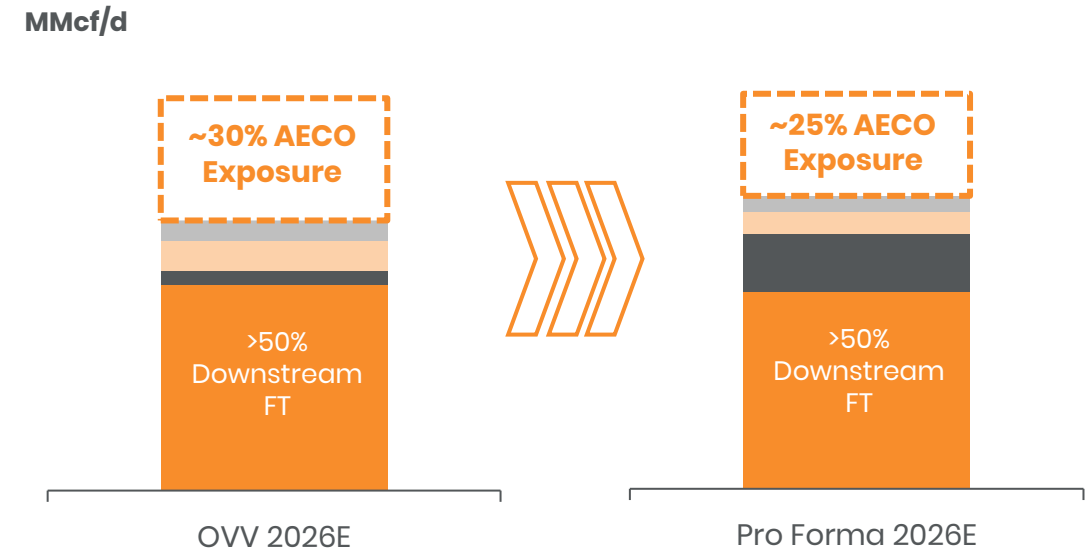 MMcf/d
~30% AECO
Exposure
>50%
Downstream
FT
OVV 2026E
~25% AECO
Exposure
>50%
Downstream
FT
Pro Forma 2026E